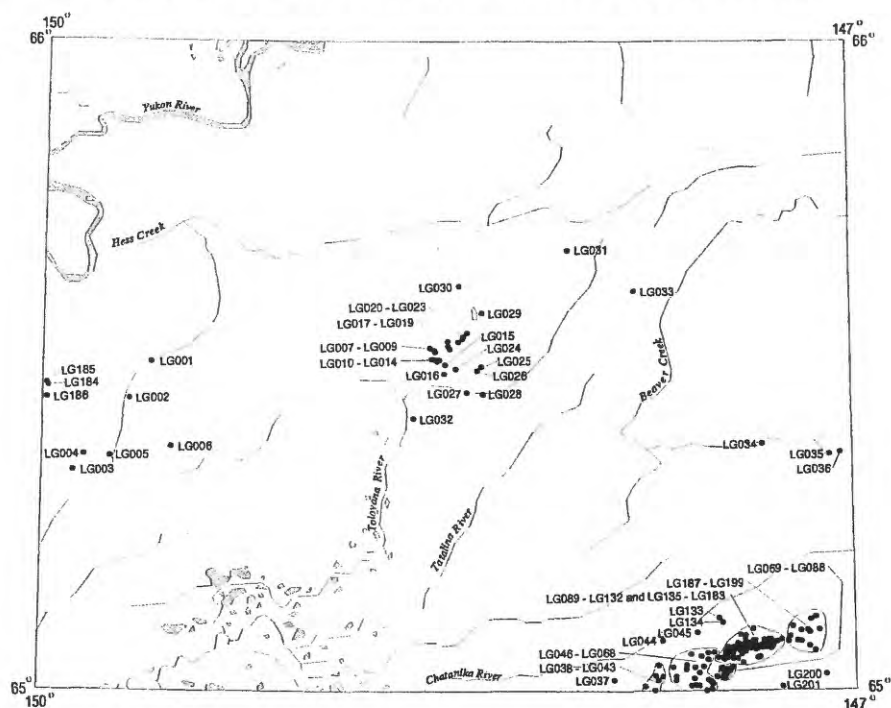 150°
147°
66°
66°
Yukon River
Hess Creek
LG031
LG030
LG033
LG020 - LG023
LG029
LG017 - LG019
LG015
LG007 - LG009
LG024
LG001
LG010 - LG014
LG025
LG185
LG016
LG026
LG184
LG186
LG002
LG027
LG028
Beaver Creek
LG032
LG006
LG034
LG004
LG005
LG035
LG003
LG036
Tolovana River
Tatalina River
LG069 - LG088
LG187 - LG199
LG089 - LG132 and LG135 - LG183
LG133
LG134
LG045
LG044
LG046 - LG068
LG038 - LG043
Chatanika River
LG037
LG200
LG201
65°
65°
150°
147°